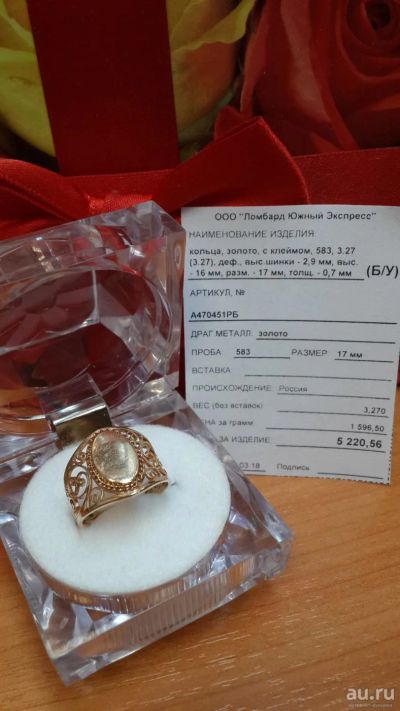 ООО "Ломбард Южный Экспресс"
НАИМЕНОВАНИЕ ИЗДЕЛИЯ:
кольца, золото, с клеймом, 583, 3.27
(3.27), деф., выс.шинки - 2,9 мм, выс.
- 16 мм, разм. - 17 мм, толщ. - 0,7 мм (Б/У)
АРТИКУЛ, №
А470451РБ
ДРАГ.МЕТАЛЛ: золото
ПРОБА 583 РАЗМЕР: 17 мм
ВСТАВКА
ПРОИСХОЖДЕНИЕ: Россия
ВЕС (без вставок) 3,270
ЕНА за грамм 1 596,50
ЗА ИЗДЕЛИЕ 5 220,56
03.18 Подпись
au.ru